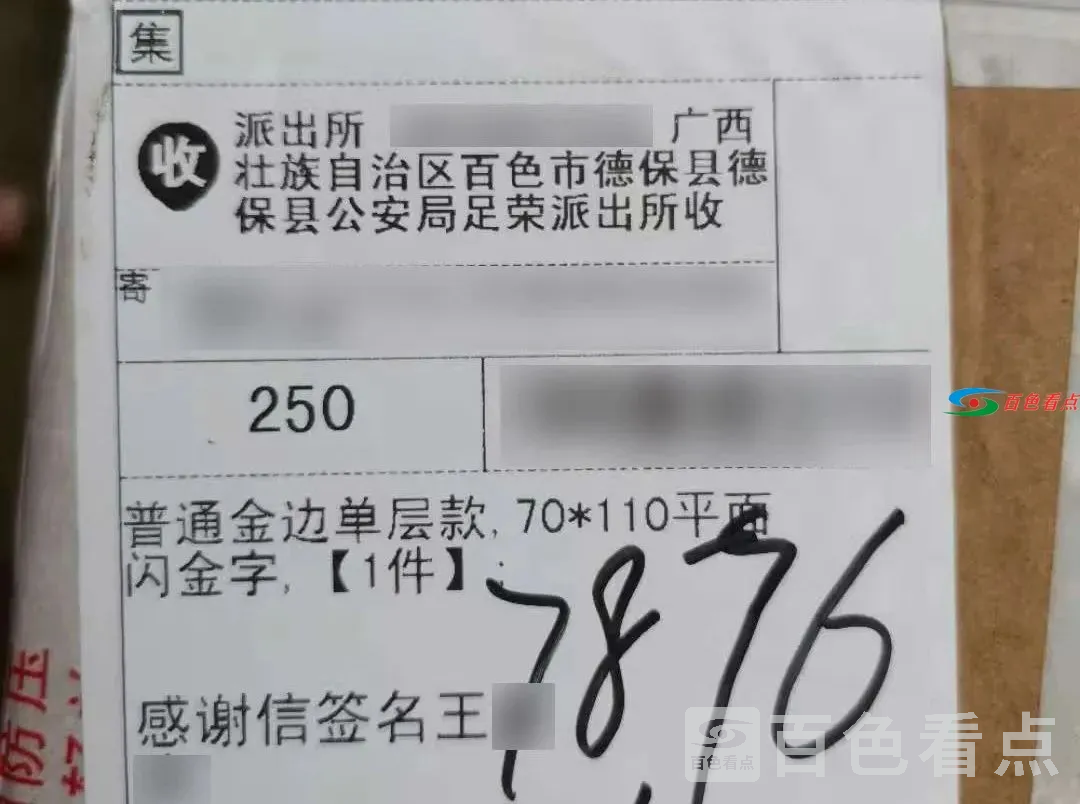 集
收
派出所 广西
壮族自治区百色市德保县德
保县公安局足荣派出所收
寄
250
百色看点
普通金边单层款, 70*110平面
闪金字,【1件】;
7876
感谢信签名王
防压
百色看点
百色看点